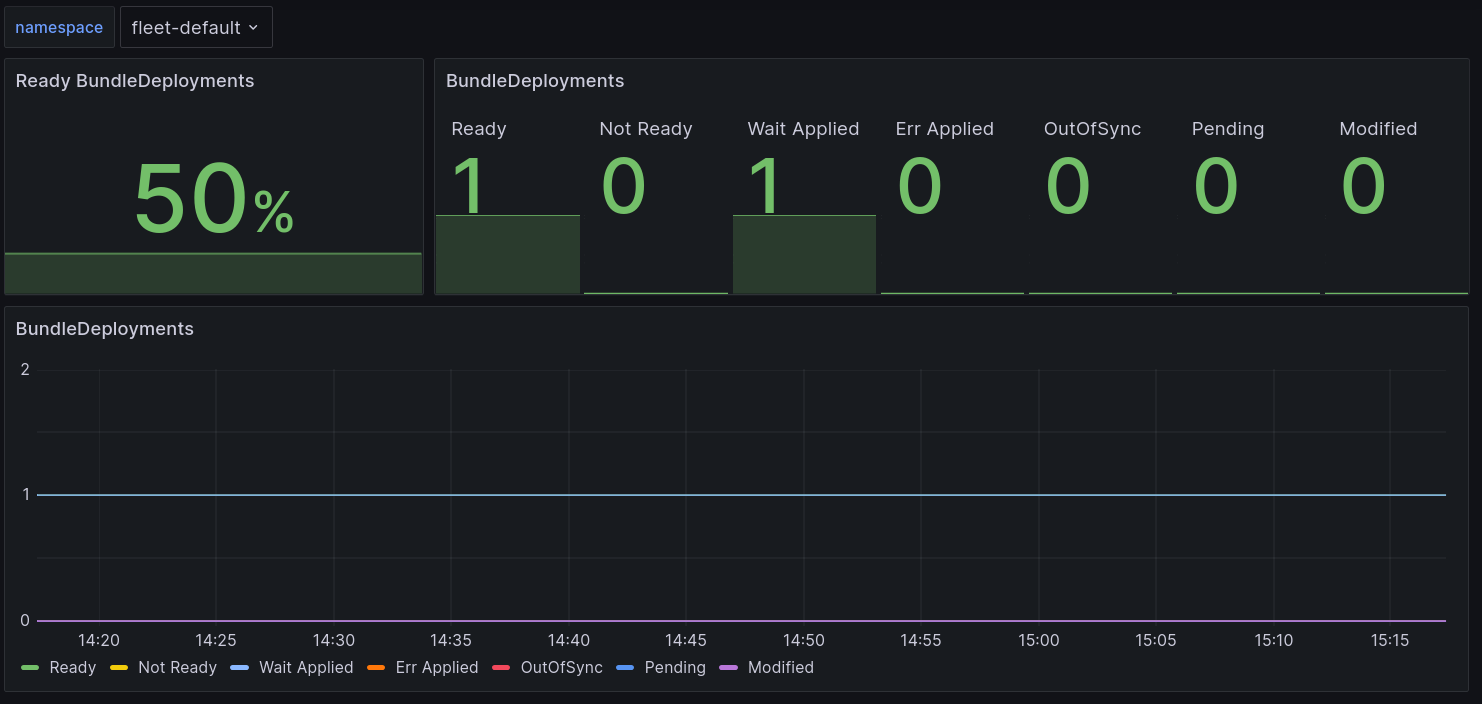 namespace fleet-default
Ready BundleDeployments
50%
BundleDeployments
Ready Not Ready Wait Applied Err Applied OutOfSync Pending Modified
1 0 1 0 0 0 0
BundleDeployments
2
1
0
14:20 14:25 14:30 14:35 14:40 14:45 14:50 14:55 15:00 15:05 15:10 15:15
Ready Not Ready Wait Applied Err Applied OutOfSync Pending Modified